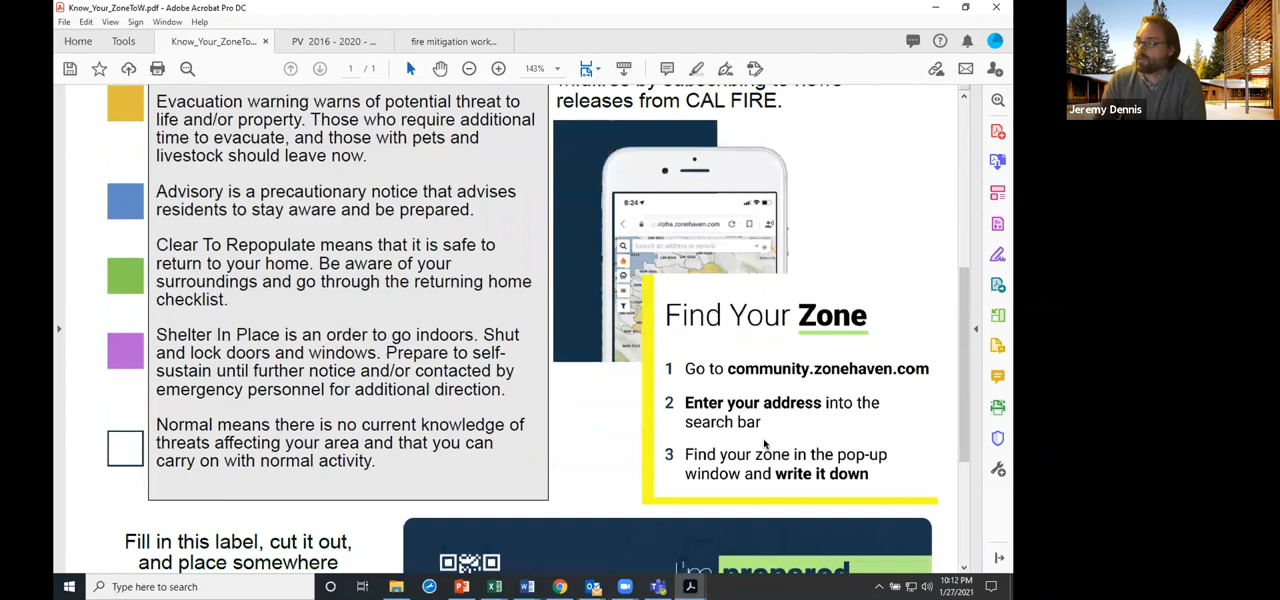 Know_Your_ZoneToW.pdf - Adobe Acrobat Pro DC
File Edit View Sign Window Help
Home Tools Know_Your_ZoneTo... × PV 2016 - 2020 - ... fire mitigation work...
1 / 1 143%
Evacuation warning warns of potential threat to
life and/or property. Those who require additional
time to evacuate, and those with pets and
livestock should leave now.
Advisory is a precautionary notice that advises
residents to stay aware and be prepared.
Clear To Repopulate means that it is safe to
return to your home. Be aware of your
surroundings and go through the returning home
checklist.
Shelter In Place is an order to go indoors. Shut
and lock doors and windows. Prepare to self-
sustain until further notice and/or contacted by
emergency personnel for additional direction.
Normal means there is no current knowledge of
threats affecting your area and that you can
carry on with normal activity.
Fill in this label, cut it out,
and place somewhere
releases from CAL FIRE.
8:24
alpha.zonehaven.com
Search an address or
Find Your Zone
1 Go to community.zonehaven.com
2 Enter your address into the
search bar
3 Find your zone in the pop-up
window and write it down
I'm prepared
Jeremy Dennis
Type here to search
10:12 PM
1/27/2021